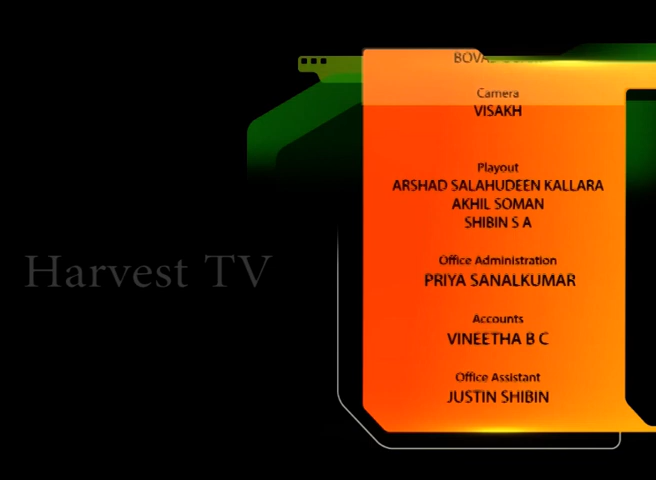 Camera
VISAKH
Playout
ARSHAD SALAHUDEEN KALLARA
AKHIL SOMAN
SHIBIN S A
Office Administration
PRIYA SANALKUMAR
Accounts
VINEETHA B C
Office Assistant
JUSTIN SHIBIN
Harvest TV